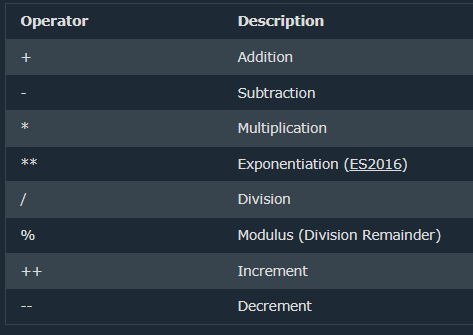 Operator Description
+ Addition
- Subtraction
* Multiplication
** Exponentiation (ES2016)
/ Division
% Modulus (Division Remainder)
++ Increment
-- Decrement